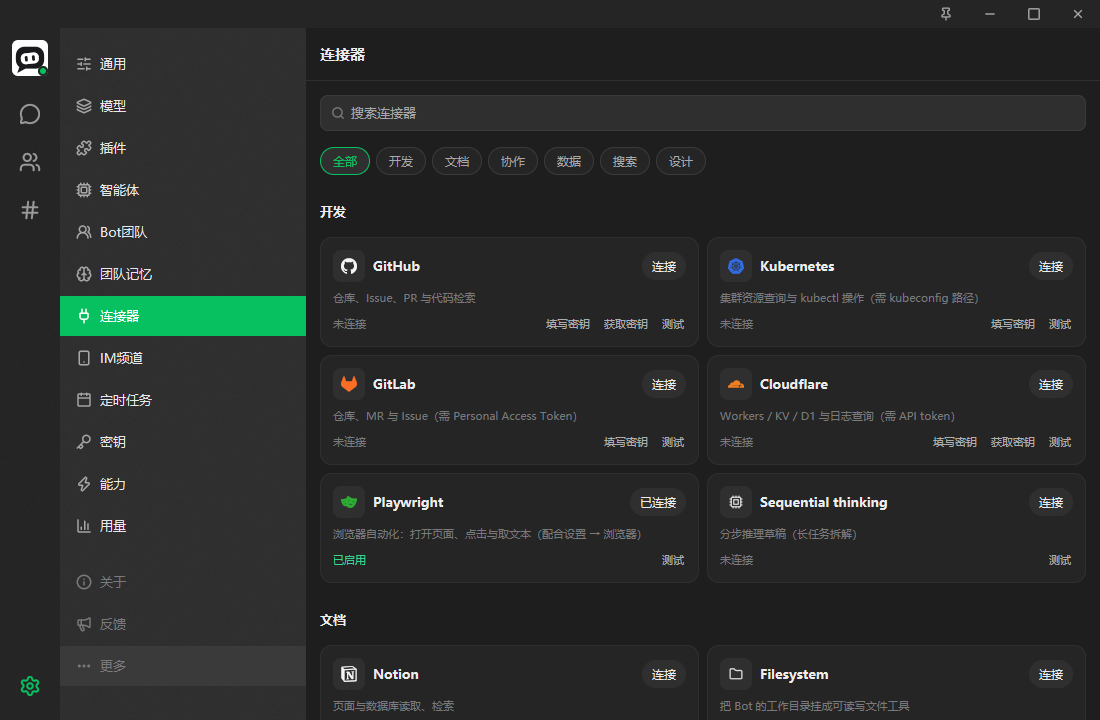 通用
模型
插件
智能体
Bot团队
团队记忆
连接器
IM频道
定时任务
密钥
能力
用量
关于
反馈
更多
连接器
搜索连接器
全部 开发 文档 协作 数据 搜索 设计
开发
GitHub 连接
仓库、Issue、PR 与代码检索
未连接 填写密钥 获取密钥 测试
Kubernetes 连接
集群资源查询与 kubectl 操作（需 kubeconfig 路径）
未连接 填写密钥 测试
GitLab 连接
仓库、MR 与 Issue（需 Personal Access Token）
未连接 填写密钥 测试
Cloudflare 连接
Workers / KV / D1 与日志查询（需 API token）
未连接 填写密钥 获取密钥 测试
Playwright 已连接
浏览器自动化：打开页面、点击与取文本（配合设置 → 浏览器）
已启用 测试
Sequential thinking 连接
分步推理草稿（长任务拆解）
未连接 测试
文档
Notion 连接
页面与数据库读取、检索
Filesystem 连接
把 Bot 的工作目录挂成可读写文件工具